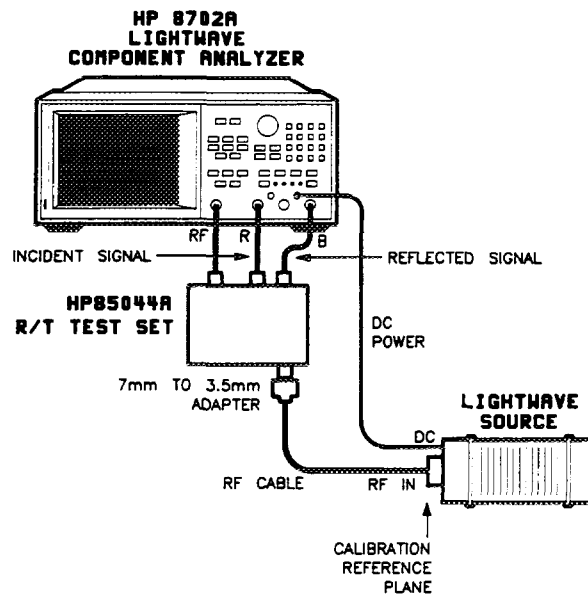 HP 8702A
LIGHTWAVE
COMPONENT ANALYZER
RF
R
B
INCIDENT SIGNAL
REFLECTED SIGNAL
HP85044A
R/T TEST SET
DC
POWER
7mm TO 3.5mm
ADAPTER
LIGHTWAVE
SOURCE
DC
RF CABLE
RF IN
CALIBRATION
REFERENCE
PLANE